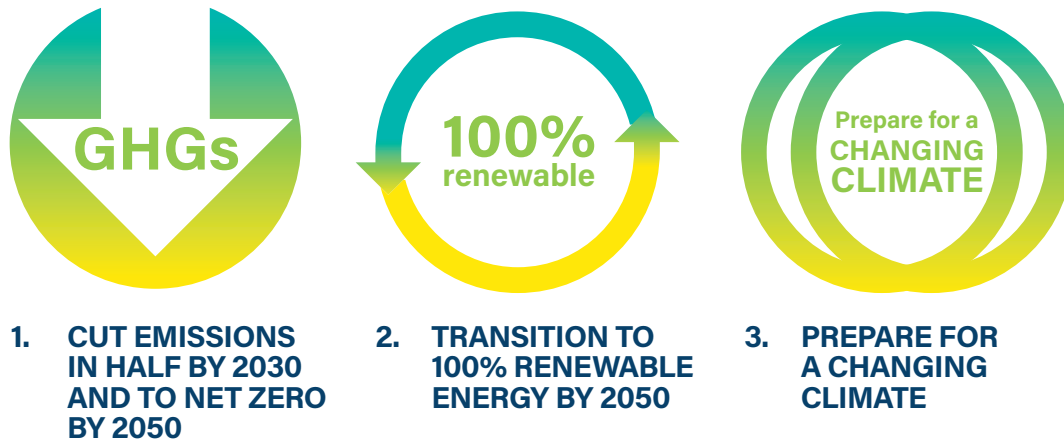 GHGs
100%
renewable
Prepare for a
CHANGING
CLIMATE
1. CUT EMISSIONS
IN HALF BY 2030
AND TO NET ZERO
BY 2050
2. TRANSITION TO
100% RENEWABLE
ENERGY BY 2050
3. PREPARE FOR
A CHANGING
CLIMATE